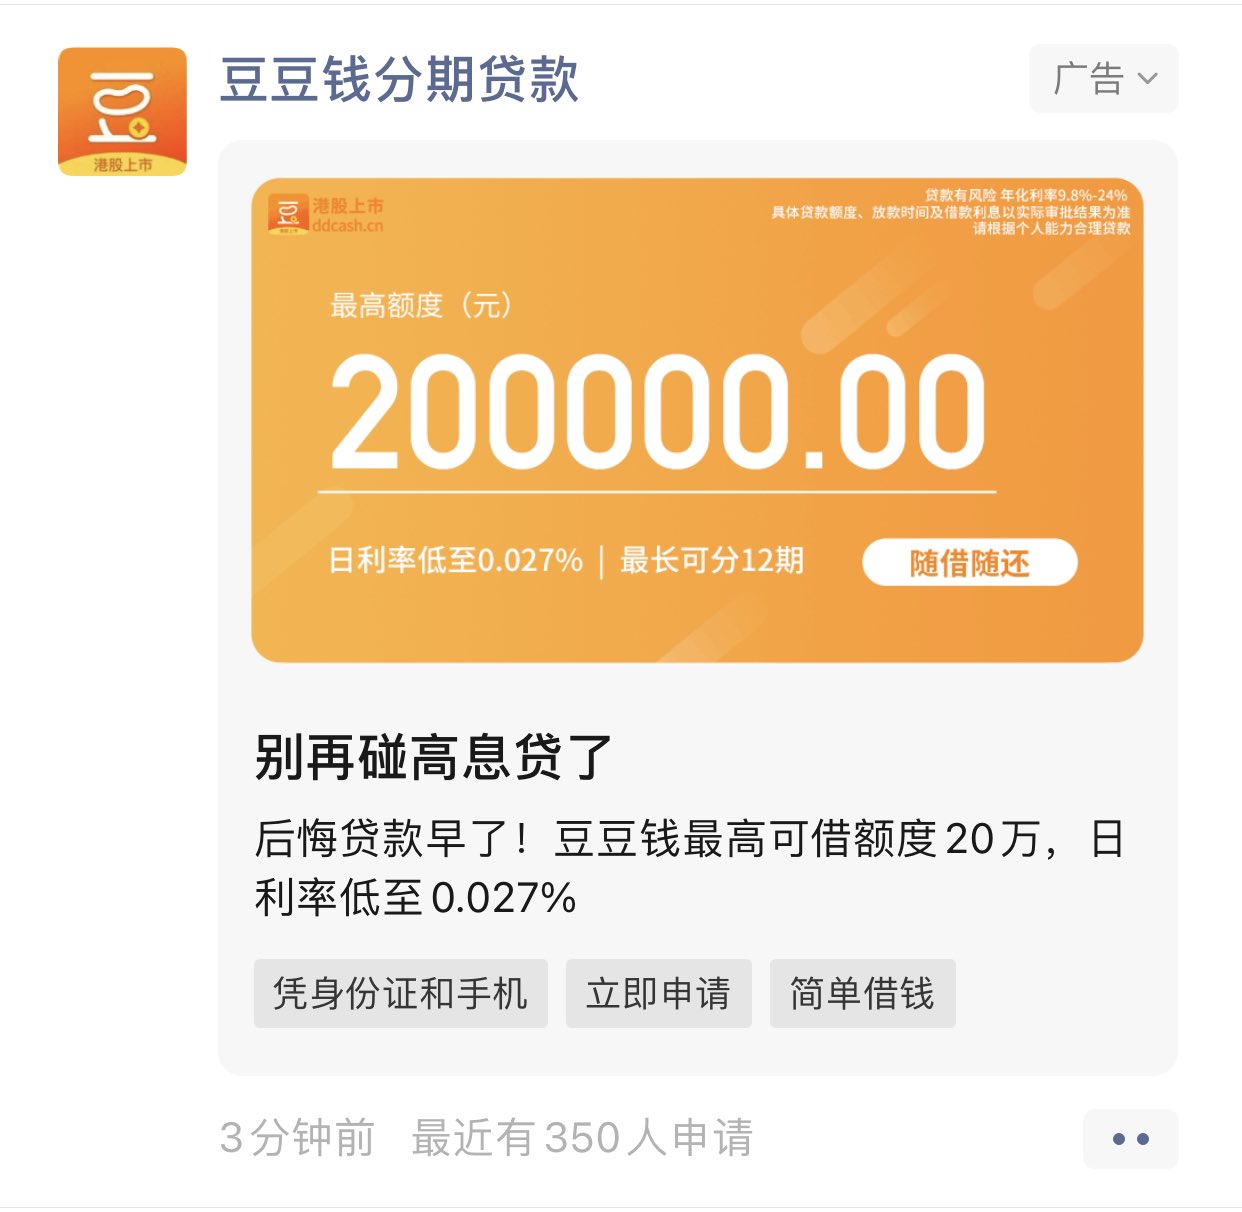 豆豆钱分期贷款
广告
港股上市
港股上市
ddcash.cn
贷款有风险 年化利率9.8%-24%
具体贷款额度、放款时间及借款利息以实际审批结果为准
请根据个人能力合理贷款
最高额度（元）
200000.00
日利率低至0.027% | 最长可分12期
随借随还
别再碰高息贷了
后悔贷款早了！豆豆钱最高可借额度20万，日
利率低至0.027%
凭身份证和手机
立即申请
简单借钱
3分钟前 最近有350人申请